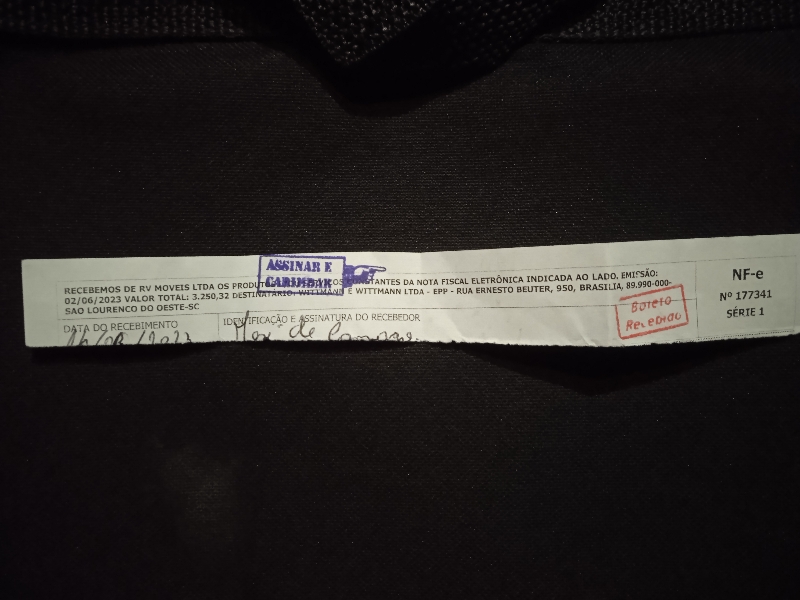 ASSINAR E
CARIMBAR
RECEBEMOS DE RV MOVEIS LTDA OS CONSTANTES DA NOTA FISCAL ELETRÔNICA INDICADA AO LADO. EMISSÃO:
02/06/2023 VALOR TOTAL: 3.250,32 DESTINATÁRIO: WITTMANN E WITTMANN LTDA - EPP - RUA ERNESTO BEUTER, 950, BRASILIA, 89.990-000-
SAO LOURENCO DO OESTE-SC
DATA DO RECEBIMENTO
IDENTIFICAÇÃO E ASSINATURA DO RECEBEDOR
de
Boleto
Recebido
NF-e
Nº 177341
SÉRIE 1